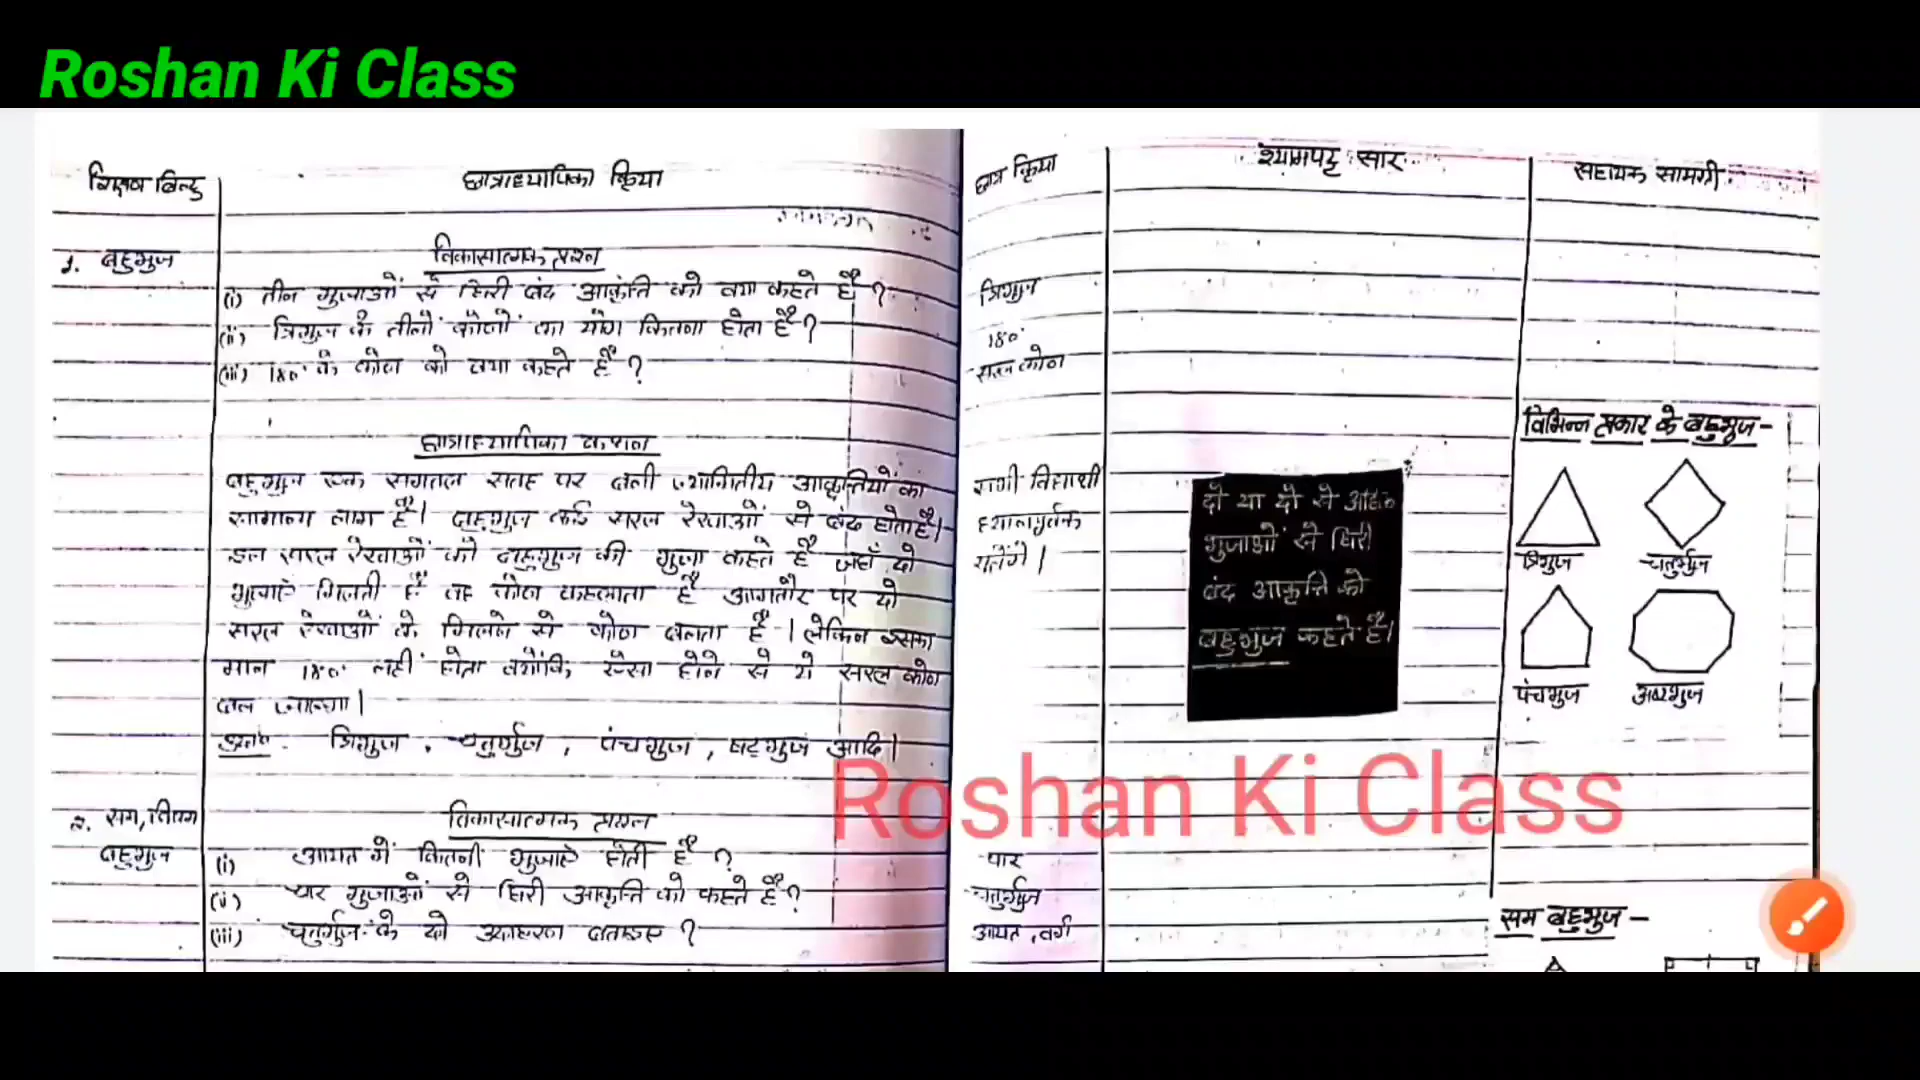 Roshan Ki Class
शिक्षण बिन्दु
छात्राध्यापिका क्रिया
छात्र क्रिया
श्यामपट्ट सार
सहायक सामग्री
1. बहुभुज
विकासात्मक प्रश्न
(i) तीन भुजाओं से घिरी बंद आकृति को क्या कहते है ?
(ii) त्रिभुज के तीनों कोणों का योग कितना होता है ?
(iii) 180° के कोण को क्या कहते है ?
त्रिभुज
180°
सरल कोण
छात्राध्यापिका कथन
बहुभुज एक समतल सतह पर बनी ज्यामितीय आकृतियों का
सामान्य नाम है। बहुभुज कई सरल रेखाओं से बंद होता है।
इन सरल रेखाओं को बहुभुज की भुजा कहते है जहाँ दो
भुजाएं मिलती है वह कोण कहलाता है आमतौर पर दो
सरल रेखाओं के मिलने से कोण बनता है। लेकिन इसका
मान 180° नहीं होता क्योंकि ऐसा होने से ये सरल कोण
बन जाएगा।
त्रिभुज, चतुर्भुज, पंचभुज, षट्भुज आदि।
सभी विद्यार्थी
ध्यानपूर्वक
सुनेंगे।
दो या दो से अधिक
भुजाओं से घिरी
बंद आकृति को
बहुभुज कहते है।
विभिन्न प्रकार के बहुभुज-
त्रिभुज
चतुर्भुज
पंचभुज
अष्टभुज
Roshan Ki Class
2. सम, विषम
बहुभुज
विकासात्मक प्रश्न
(i) आयत में कितनी भुजाएं होती है ?
(ii) चार भुजाओं से घिरी आकृति को कहते है ?
(iii) चतुर्भुज के दो उदाहरण बताइए ?
चार
चतुर्भुज
आयत, वर्ग
सम बहुभुज-